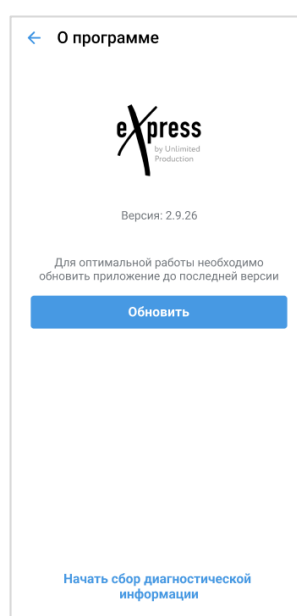 О программе
eXpress
by Unlimited
Production
Версия: 2.9.26
Для оптимальной работы необходимо
обновить приложение до последней версии
Обновить
Начать сбор диагностической
информации